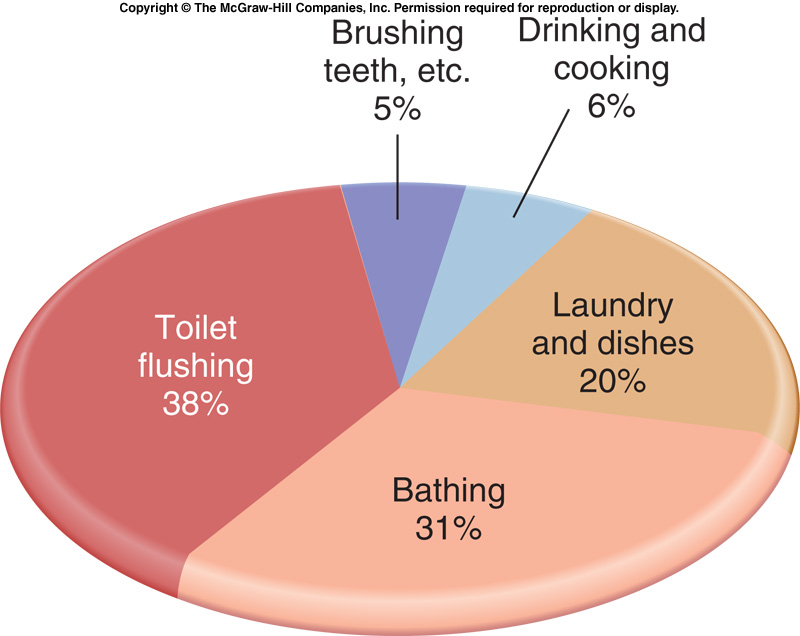 Copyright © The McGraw-Hill Companies, Inc. Permission required for reproduction or display.
Brushing
teeth, etc.
5%
Drinking and
cooking
6%
Laundry
and dishes
20%
Toilet
flushing
38%
Bathing
31%